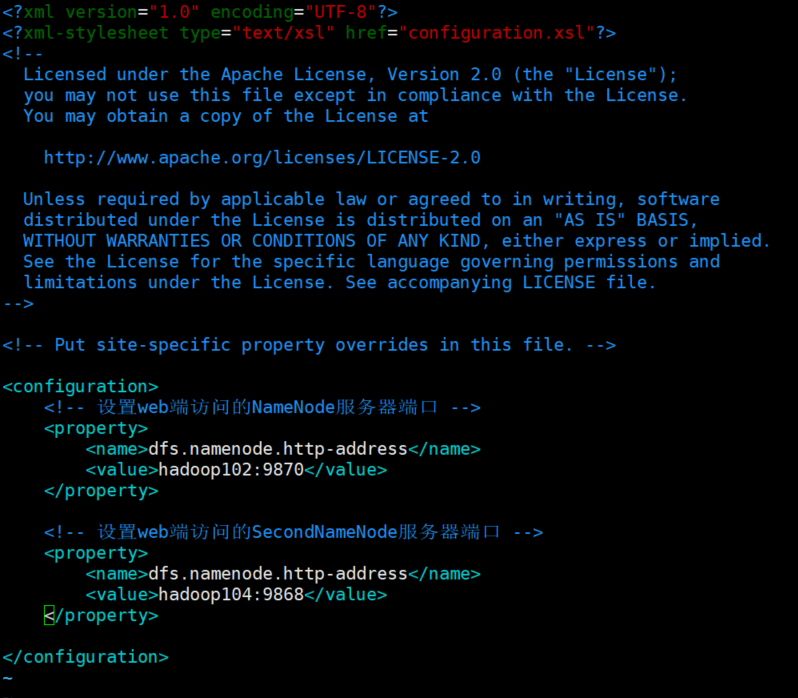 <?xml version="1.0" encoding="UTF-8"?>
<?xml-stylesheet type="text/xsl" href="configuration.xsl"?>
<!--
  Licensed under the Apache License, Version 2.0 (the "License");
  you may not use this file except in compliance with the License.
  You may obtain a copy of the License at

    http://www.apache.org/licenses/LICENSE-2.0

  Unless required by applicable law or agreed to in writing, software
  distributed under the License is distributed on an "AS IS" BASIS,
  WITHOUT WARRANTIES OR CONDITIONS OF ANY KIND, either express or implied.
  See the License for the specific language governing permissions and
  limitations under the License. See accompanying LICENSE file.
-->

<!-- Put site-specific property overrides in this file. -->

<configuration>
    <!-- 设置web端访问的NameNode服务器端口 -->
    <property>
        <name>dfs.namenode.http-address</name>
        <value>hadoop102:9870</value>
    </property>

    <!-- 设置web端访问的SecondNameNode服务器端口 -->
    <property>
        <name>dfs.namenode.http-address</name>
        <value>hadoop104:9868</value>
    </property>

</configuration>
~